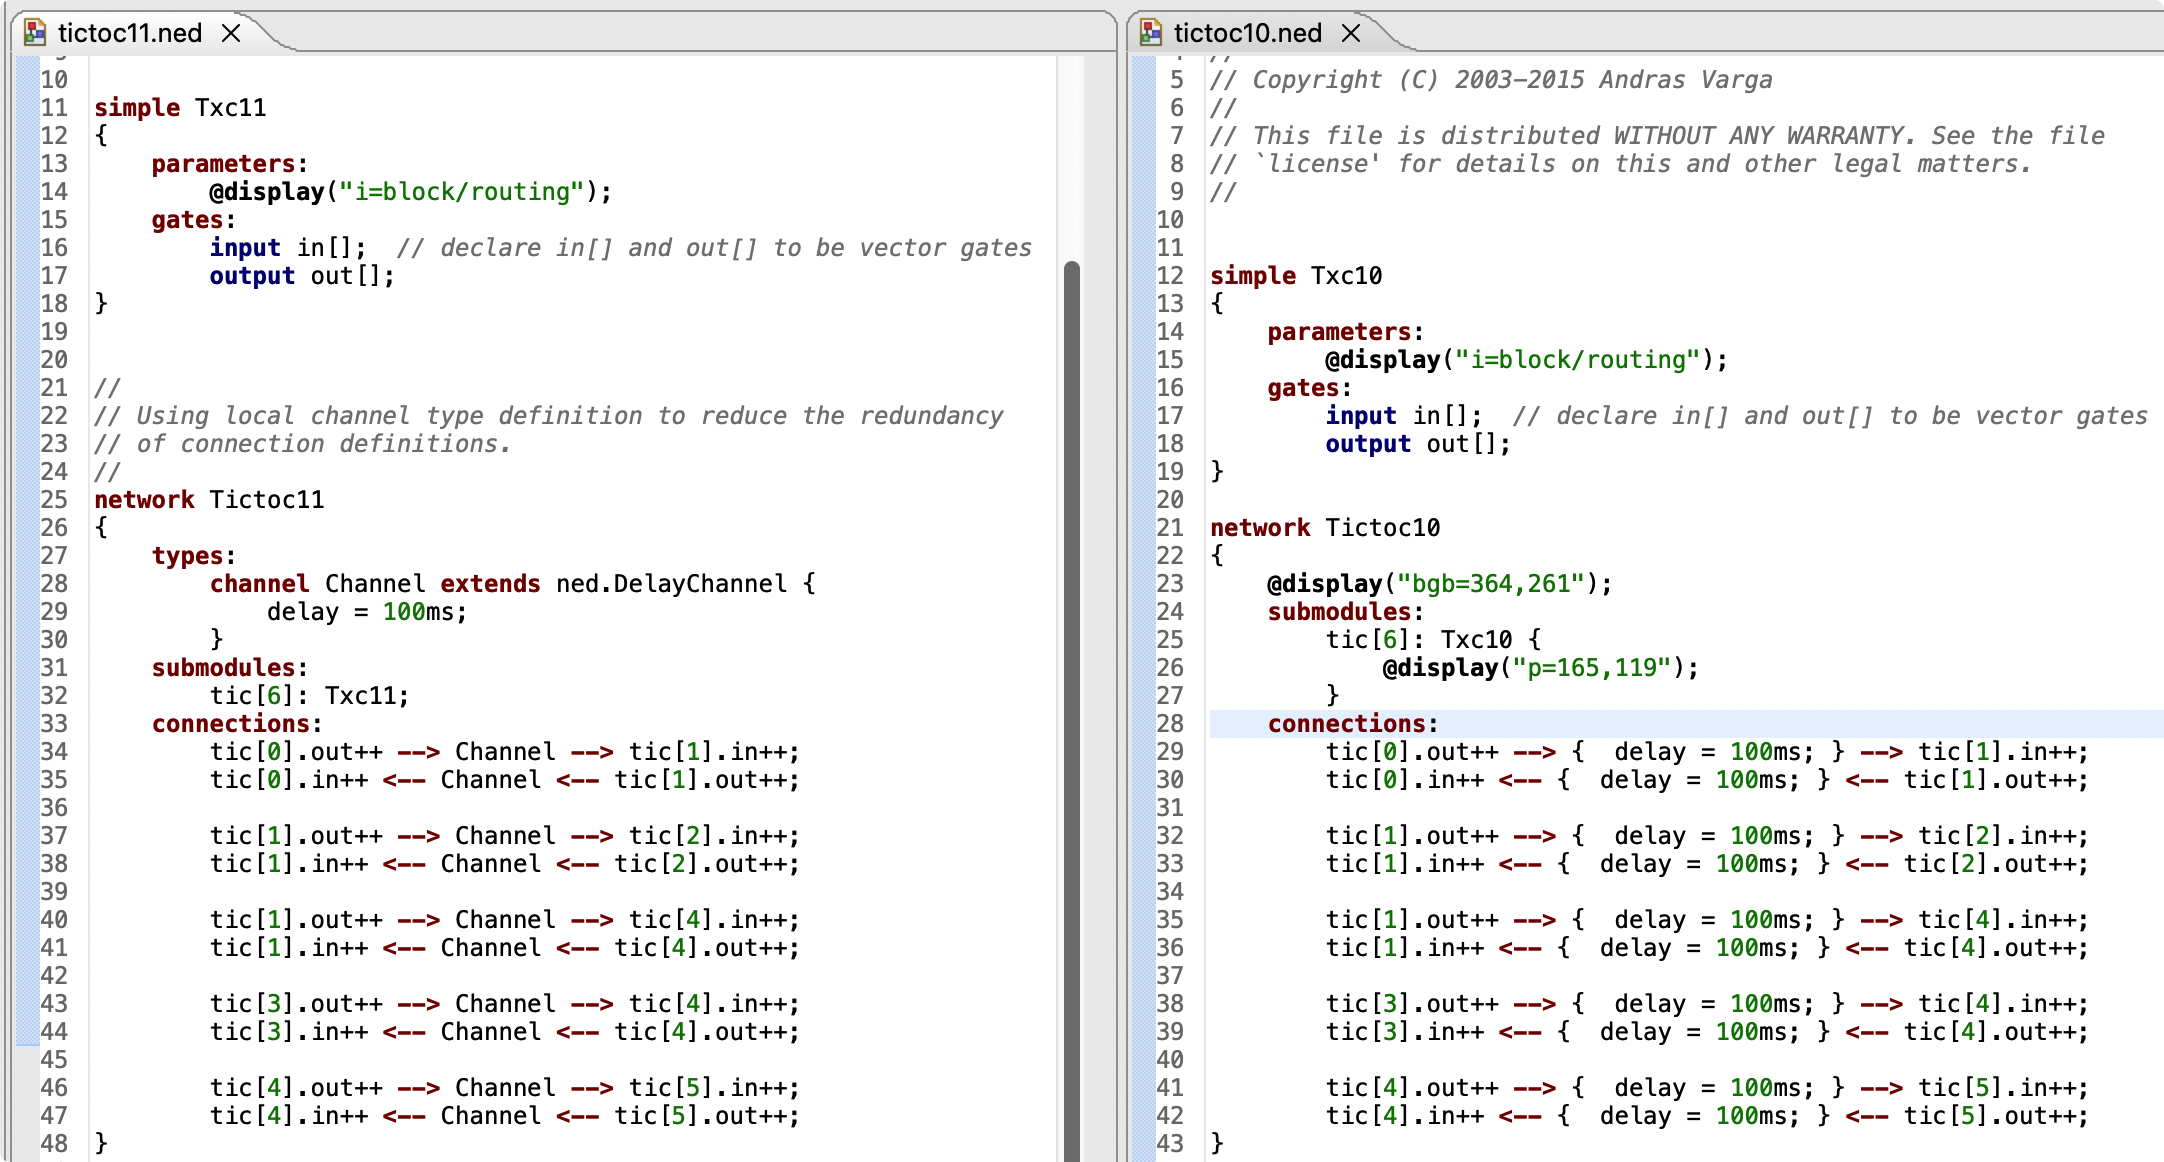 tictoc11.ned
10
11 simple Txc11
12 {
13     parameters:
14         @display("i=block/routing");
15     gates:
16         input in[];  // declare in[] and out[] to be vector gates
17         output out[];
18 }
19
20
21 //
22 // Using local channel type definition to reduce the redundancy
23 // of connection definitions.
24 //
25 network Tictoc11
26 {
27     types:
28         channel Channel extends ned.DelayChannel {
29             delay = 100ms;
30         }
31     submodules:
32         tic[6]: Txc11;
33     connections:
34         tic[0].out++ --> Channel --> tic[1].in++;
35         tic[0].in++ <-- Channel <-- tic[1].out++;
36
37         tic[1].out++ --> Channel --> tic[2].in++;
38         tic[1].in++ <-- Channel <-- tic[2].out++;
39
40         tic[1].out++ --> Channel --> tic[4].in++;
41         tic[1].in++ <-- Channel <-- tic[4].out++;
42
43         tic[3].out++ --> Channel --> tic[4].in++;
44         tic[3].in++ <-- Channel <-- tic[4].out++;
45
46         tic[4].out++ --> Channel --> tic[5].in++;
47         tic[4].in++ <-- Channel <-- tic[5].out++;
48 }
tictoc10.ned
5 // Copyright (C) 2003-2015 Andras Varga
6 //
7 // This file is distributed WITHOUT ANY WARRANTY. See the file
8 // `license' for details on this and other legal matters.
9 //
10
11
12 simple Txc10
13 {
14     parameters:
15         @display("i=block/routing");
16     gates:
17         input in[];  // declare in[] and out[] to be vector gates
18         output out[];
19 }
20
21 network Tictoc10
22 {
23     @display("bgb=364,261");
24     submodules:
25         tic[6]: Txc10 {
26             @display("p=165,119");
27         }
28     connections:
29         tic[0].out++ --> {  delay = 100ms; } --> tic[1].in++;
30         tic[0].in++ <-- {  delay = 100ms; } <-- tic[1].out++;
31
32         tic[1].out++ --> {  delay = 100ms; } --> tic[2].in++;
33         tic[1].in++ <-- {  delay = 100ms; } <-- tic[2].out++;
34
35         tic[1].out++ --> {  delay = 100ms; } --> tic[4].in++;
36         tic[1].in++ <-- {  delay = 100ms; } <-- tic[4].out++;
37
38         tic[3].out++ --> {  delay = 100ms; } --> tic[4].in++;
39         tic[3].in++ <-- {  delay = 100ms; } <-- tic[4].out++;
40
41         tic[4].out++ --> {  delay = 100ms; } --> tic[5].in++;
42         tic[4].in++ <-- {  delay = 100ms; } <-- tic[5].out++;
43 }